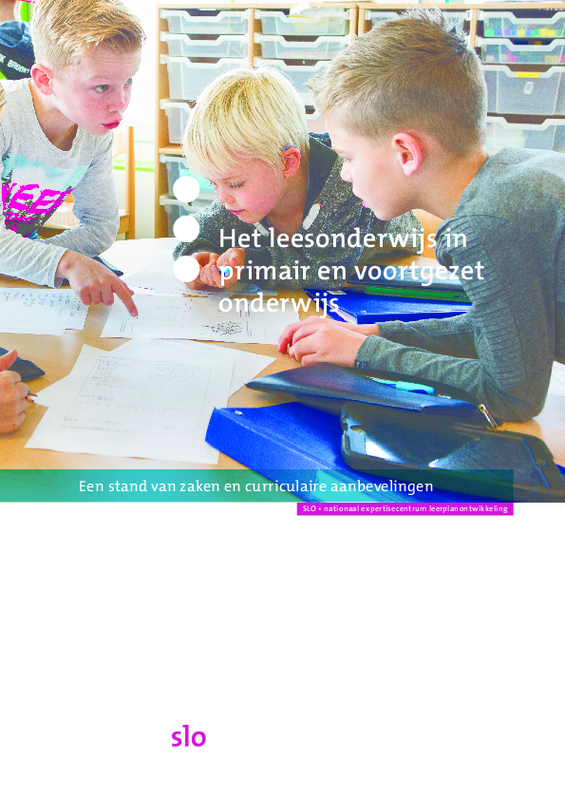 Het leesonderwijs in
primair en voortgezet
onderwijs
Een stand van zaken en curriculaire aanbevelingen
SLO • nationaal expertisecentrum leerplanontwikkeling
slo